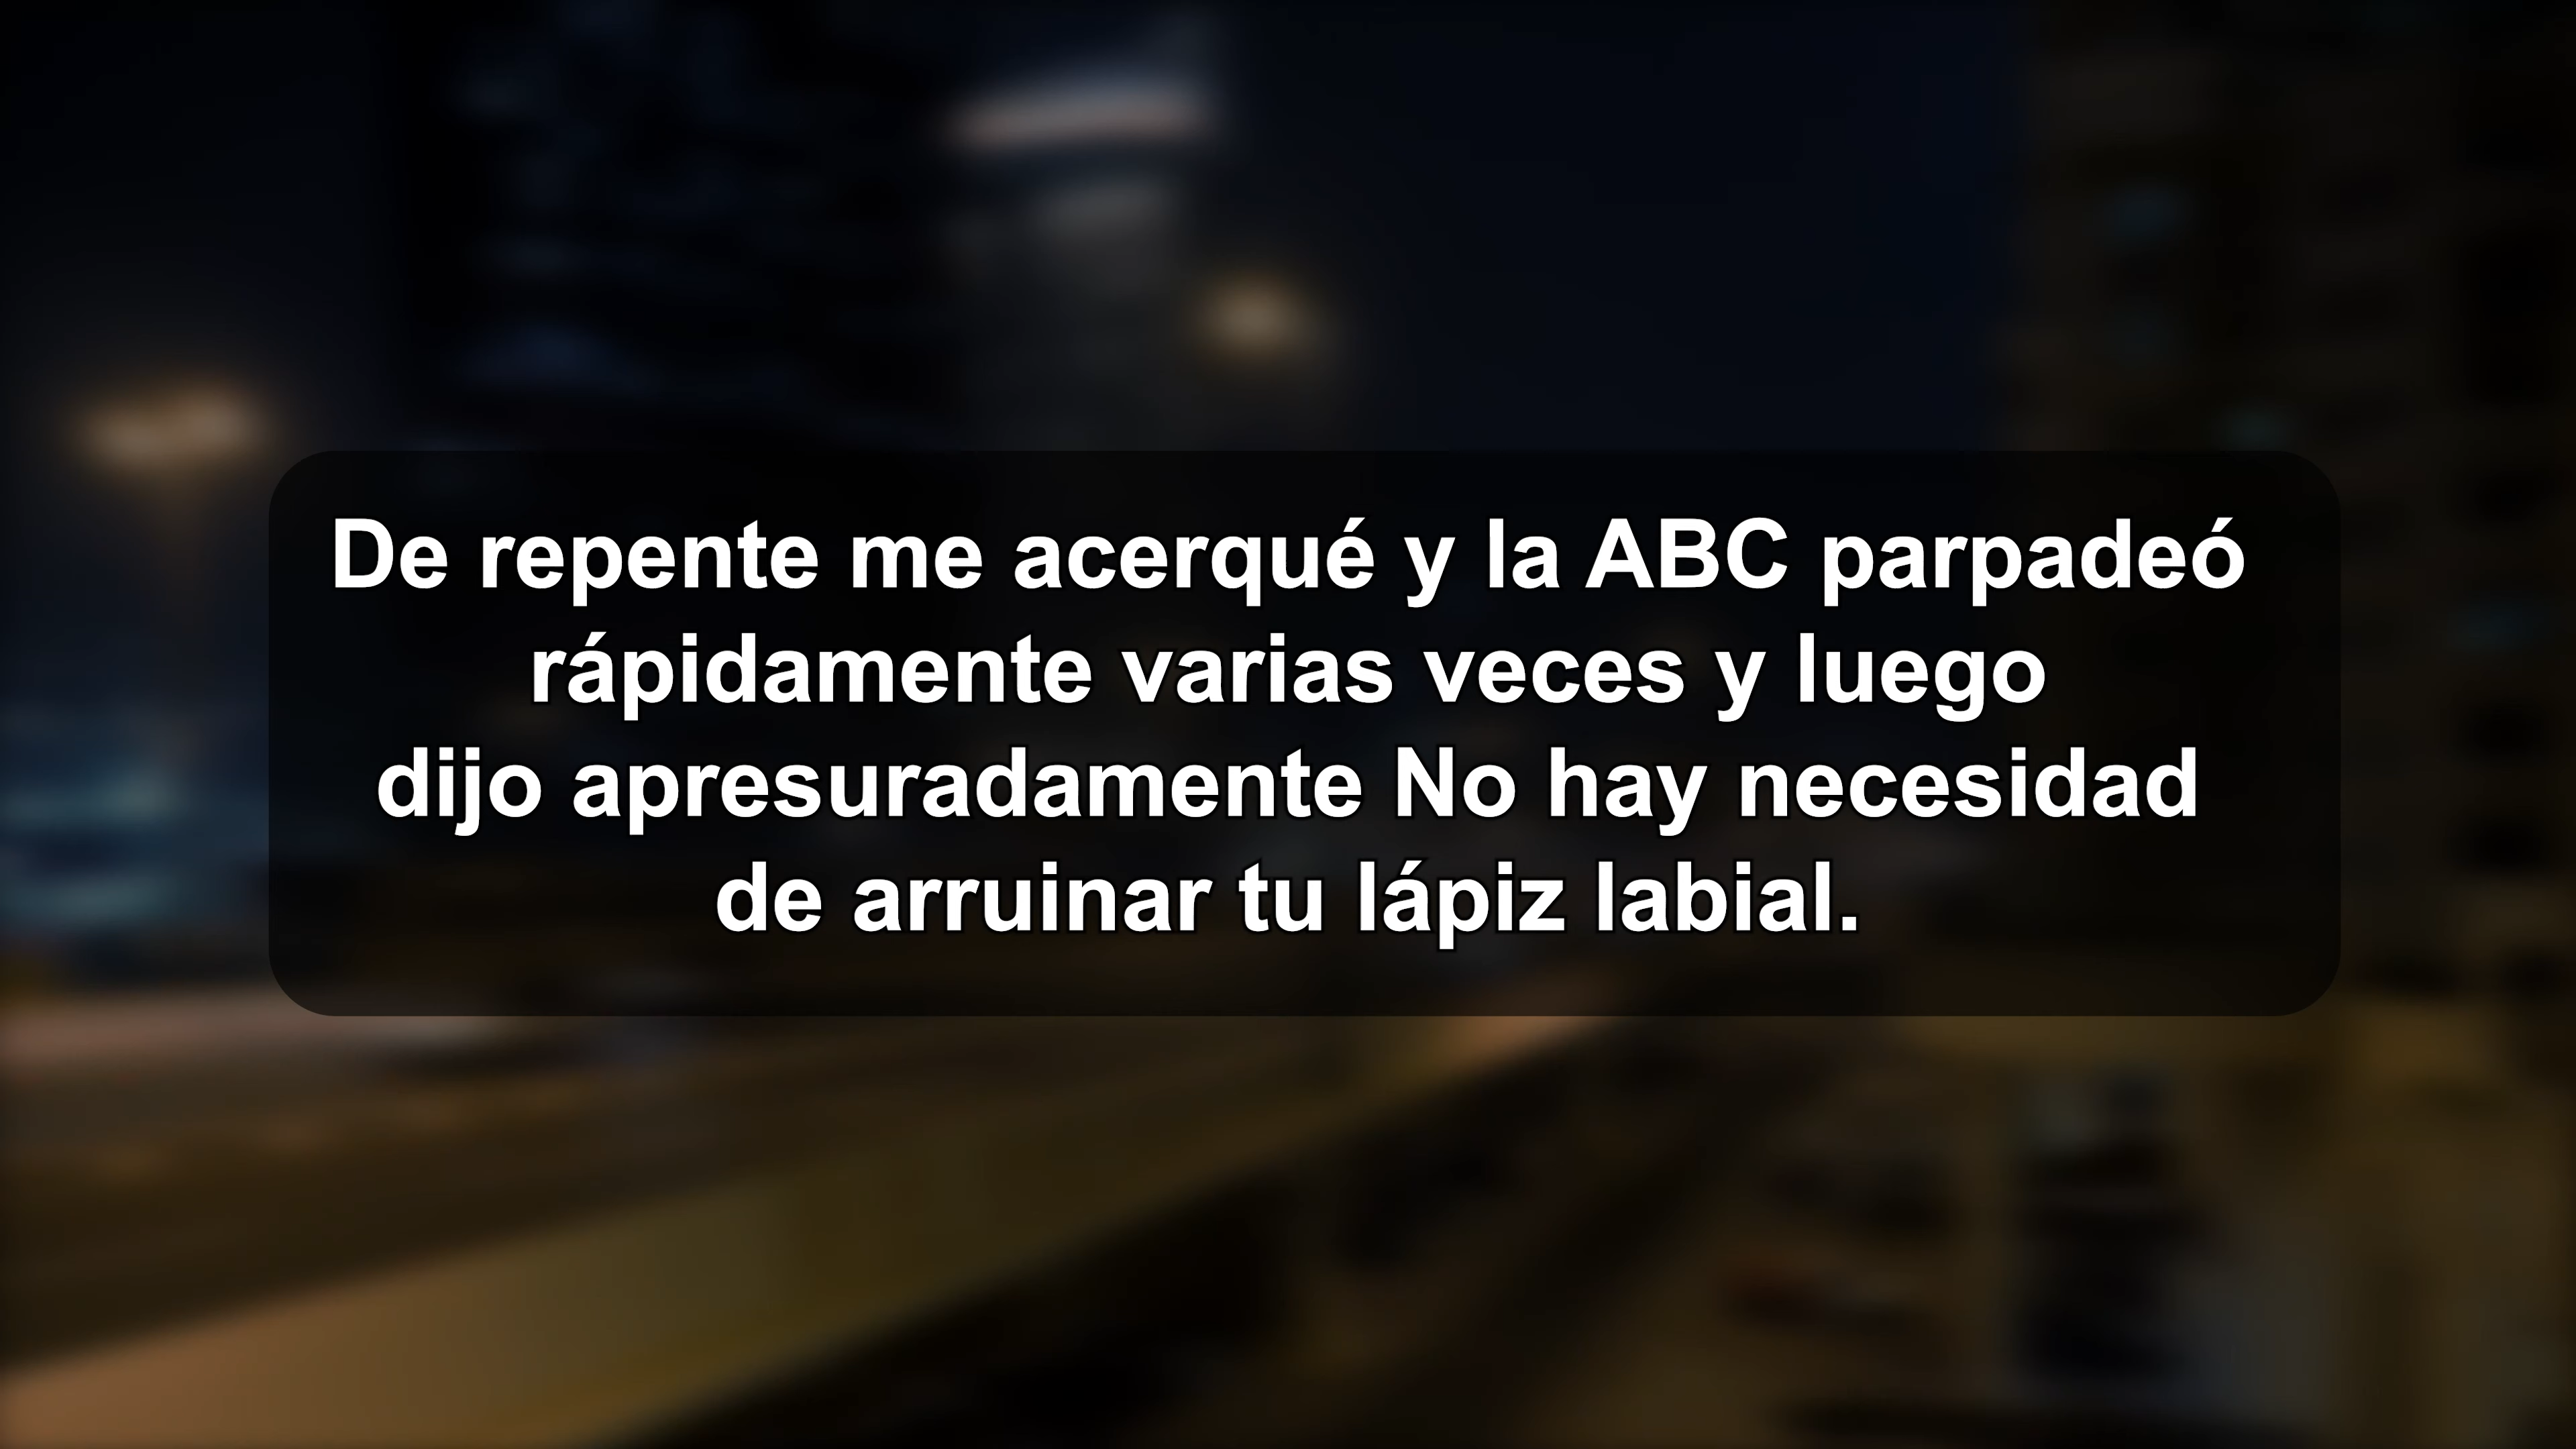 De repente me acerqué y la ABC parpadeó
rápidamente varias veces y luego
dijo apresuradamente No hay necesidad
de arruinar tu lápiz labial.